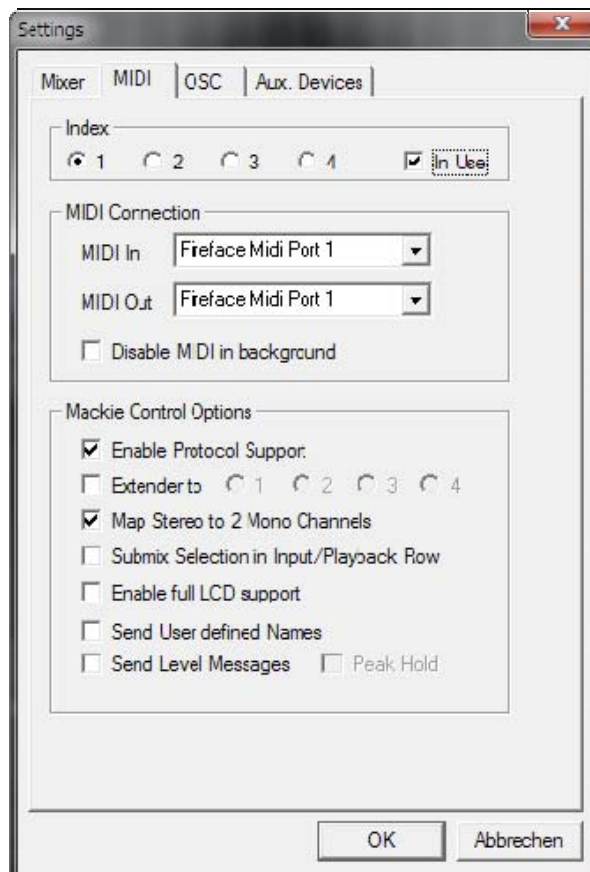 Settings
Mixer MIDI OSC Aux. Devices
Index
1 2 3 4 In Use
MIDI Connection
MIDI In Fireface Midi Port 1
MIDI Out Fireface Midi Port 1
Disable MIDI in background
Mackie Control Options
Enable Protocol Support
Extender to 1 2 3 4
Map Stereo to 2 Mono Channels
Submix Selection in Input/Playback Row
Enable full LCD support
Send User defined Names
Send Level Messages Peak Hold
OK Abbrechen